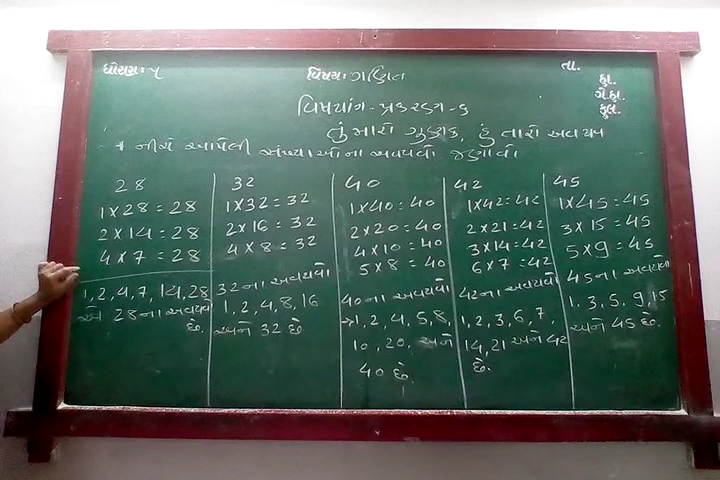 ધોરણઃ ૫
વિષયઃ ગણિત
તા.
હા.
ગે.હા.
કુલ.
વિષયાંગ - પ્રકરણ - ૬
તું મારો ગુણક, હું તારો અવયવ
* નીચે આપેલી સંખ્યાઓના અવયવો જણાવો
28
1 x 28 = 28
2 x 14 = 28
4 x 7 = 28
1, 2, 4, 7, 14, 28
એ 28ના અવયવ
છે.
32
1 x 32 = 32
2 x 16 = 32
4 x 8 = 32
32ના અવયવો
1, 2, 4, 8, 16
અને 32 છે
40
1 x 40 = 40
2 x 20 = 40
4 x 10 = 40
5 x 8 = 40
40ના અવયવો
→ 1, 2, 4, 5, 8,
10, 20, અને
40 છે.
42
1 x 42 = 42
2 x 21 = 42
3 x 14 = 42
6 x 7 = 42
42ના અવયવો
1, 2, 3, 6, 7,
14, 21 અને 42
છે.
45
1 x 45 = 45
3 x 15 = 45
5 x 9 = 45
45ના અવયવો
1, 3, 5, 9, 15
અને 45 છે.